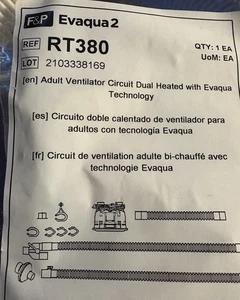 F&P Evaqua2
REF RT380 QTY: 1 EA
LOT 2103338169 UoM: EA
[en] Adult Ventilator Circuit Dual Heated with Evaqua
Technology
[es] Circuito doble calentado de ventilador para
adultos con tecnología Evaqua
[fr] Circuit de ventilation adulte bi-chauffé avec
technologie Evaqua